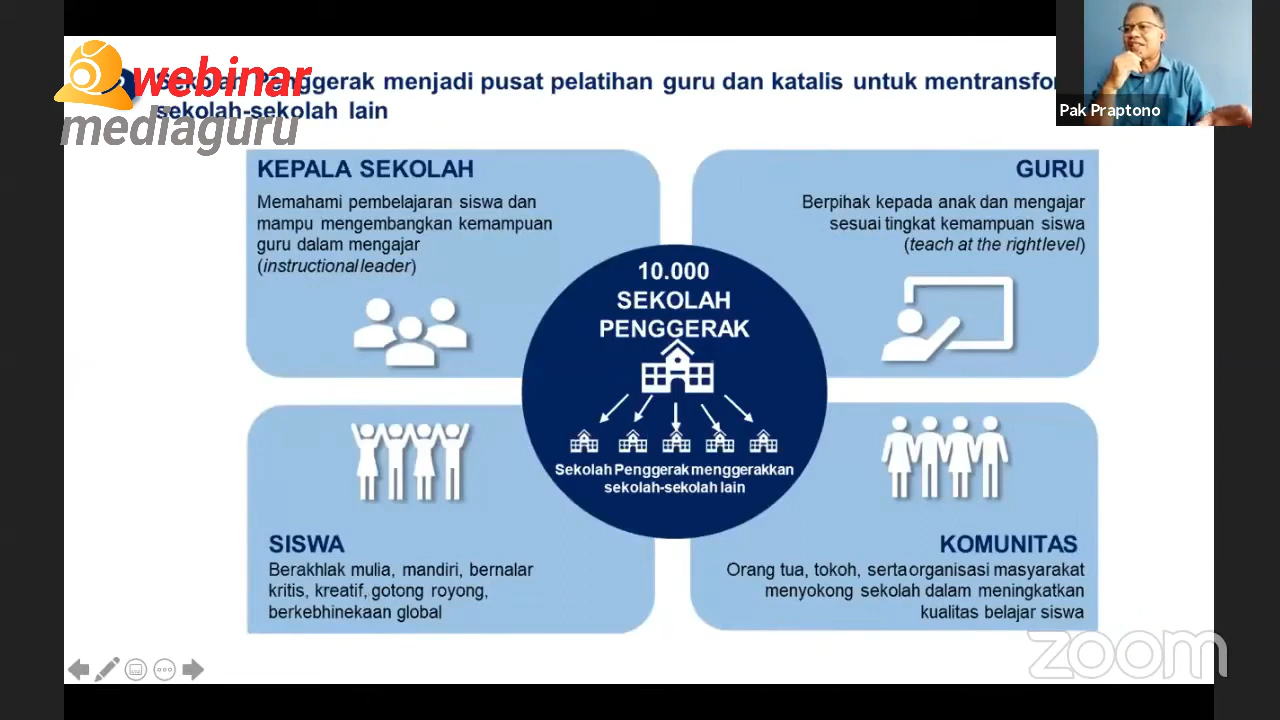 webinar
mediaguru
Sekolah Penggerak menjadi pusat pelatihan guru dan katalis untuk
sekolah-sekolah lain
Pak Praptono
KEPALA SEKOLAH
Memahami pembelajaran siswa dan
mampu mengembangkan kemampuan
guru dalam mengajar
(instructional leader)
GURU
Berpihak kepada anak dan mengajar
sesuai tingkat kemampuan siswa
(teach at the right level)
10.000
SEKOLAH
PENGGERAK
Sekolah Penggerak menggerakkan
sekolah-sekolah lain
SISWA
Berakhlak mulia, mandiri, bernalar
kritis, kreatif, gotong royong,
berkebhinekaan global
KOMUNITAS
Orang tua, tokoh, serta organisasi masyarakat
menyokong sekolah dalam meningkatkan
kualitas belajar siswa
zoom